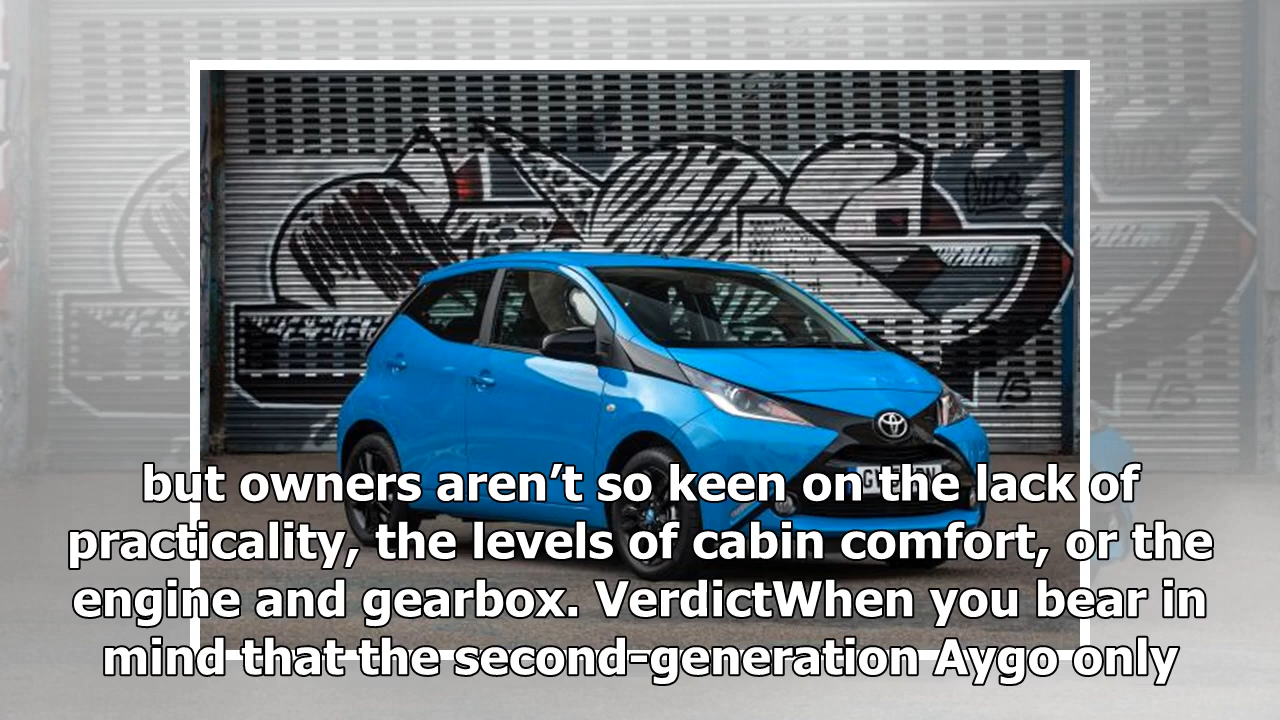 but owners aren’t so keen on the lack of
practicality, the levels of cabin comfort, or the
engine and gearbox. VerdictWhen you bear in
mind that the second-generation Aygo only